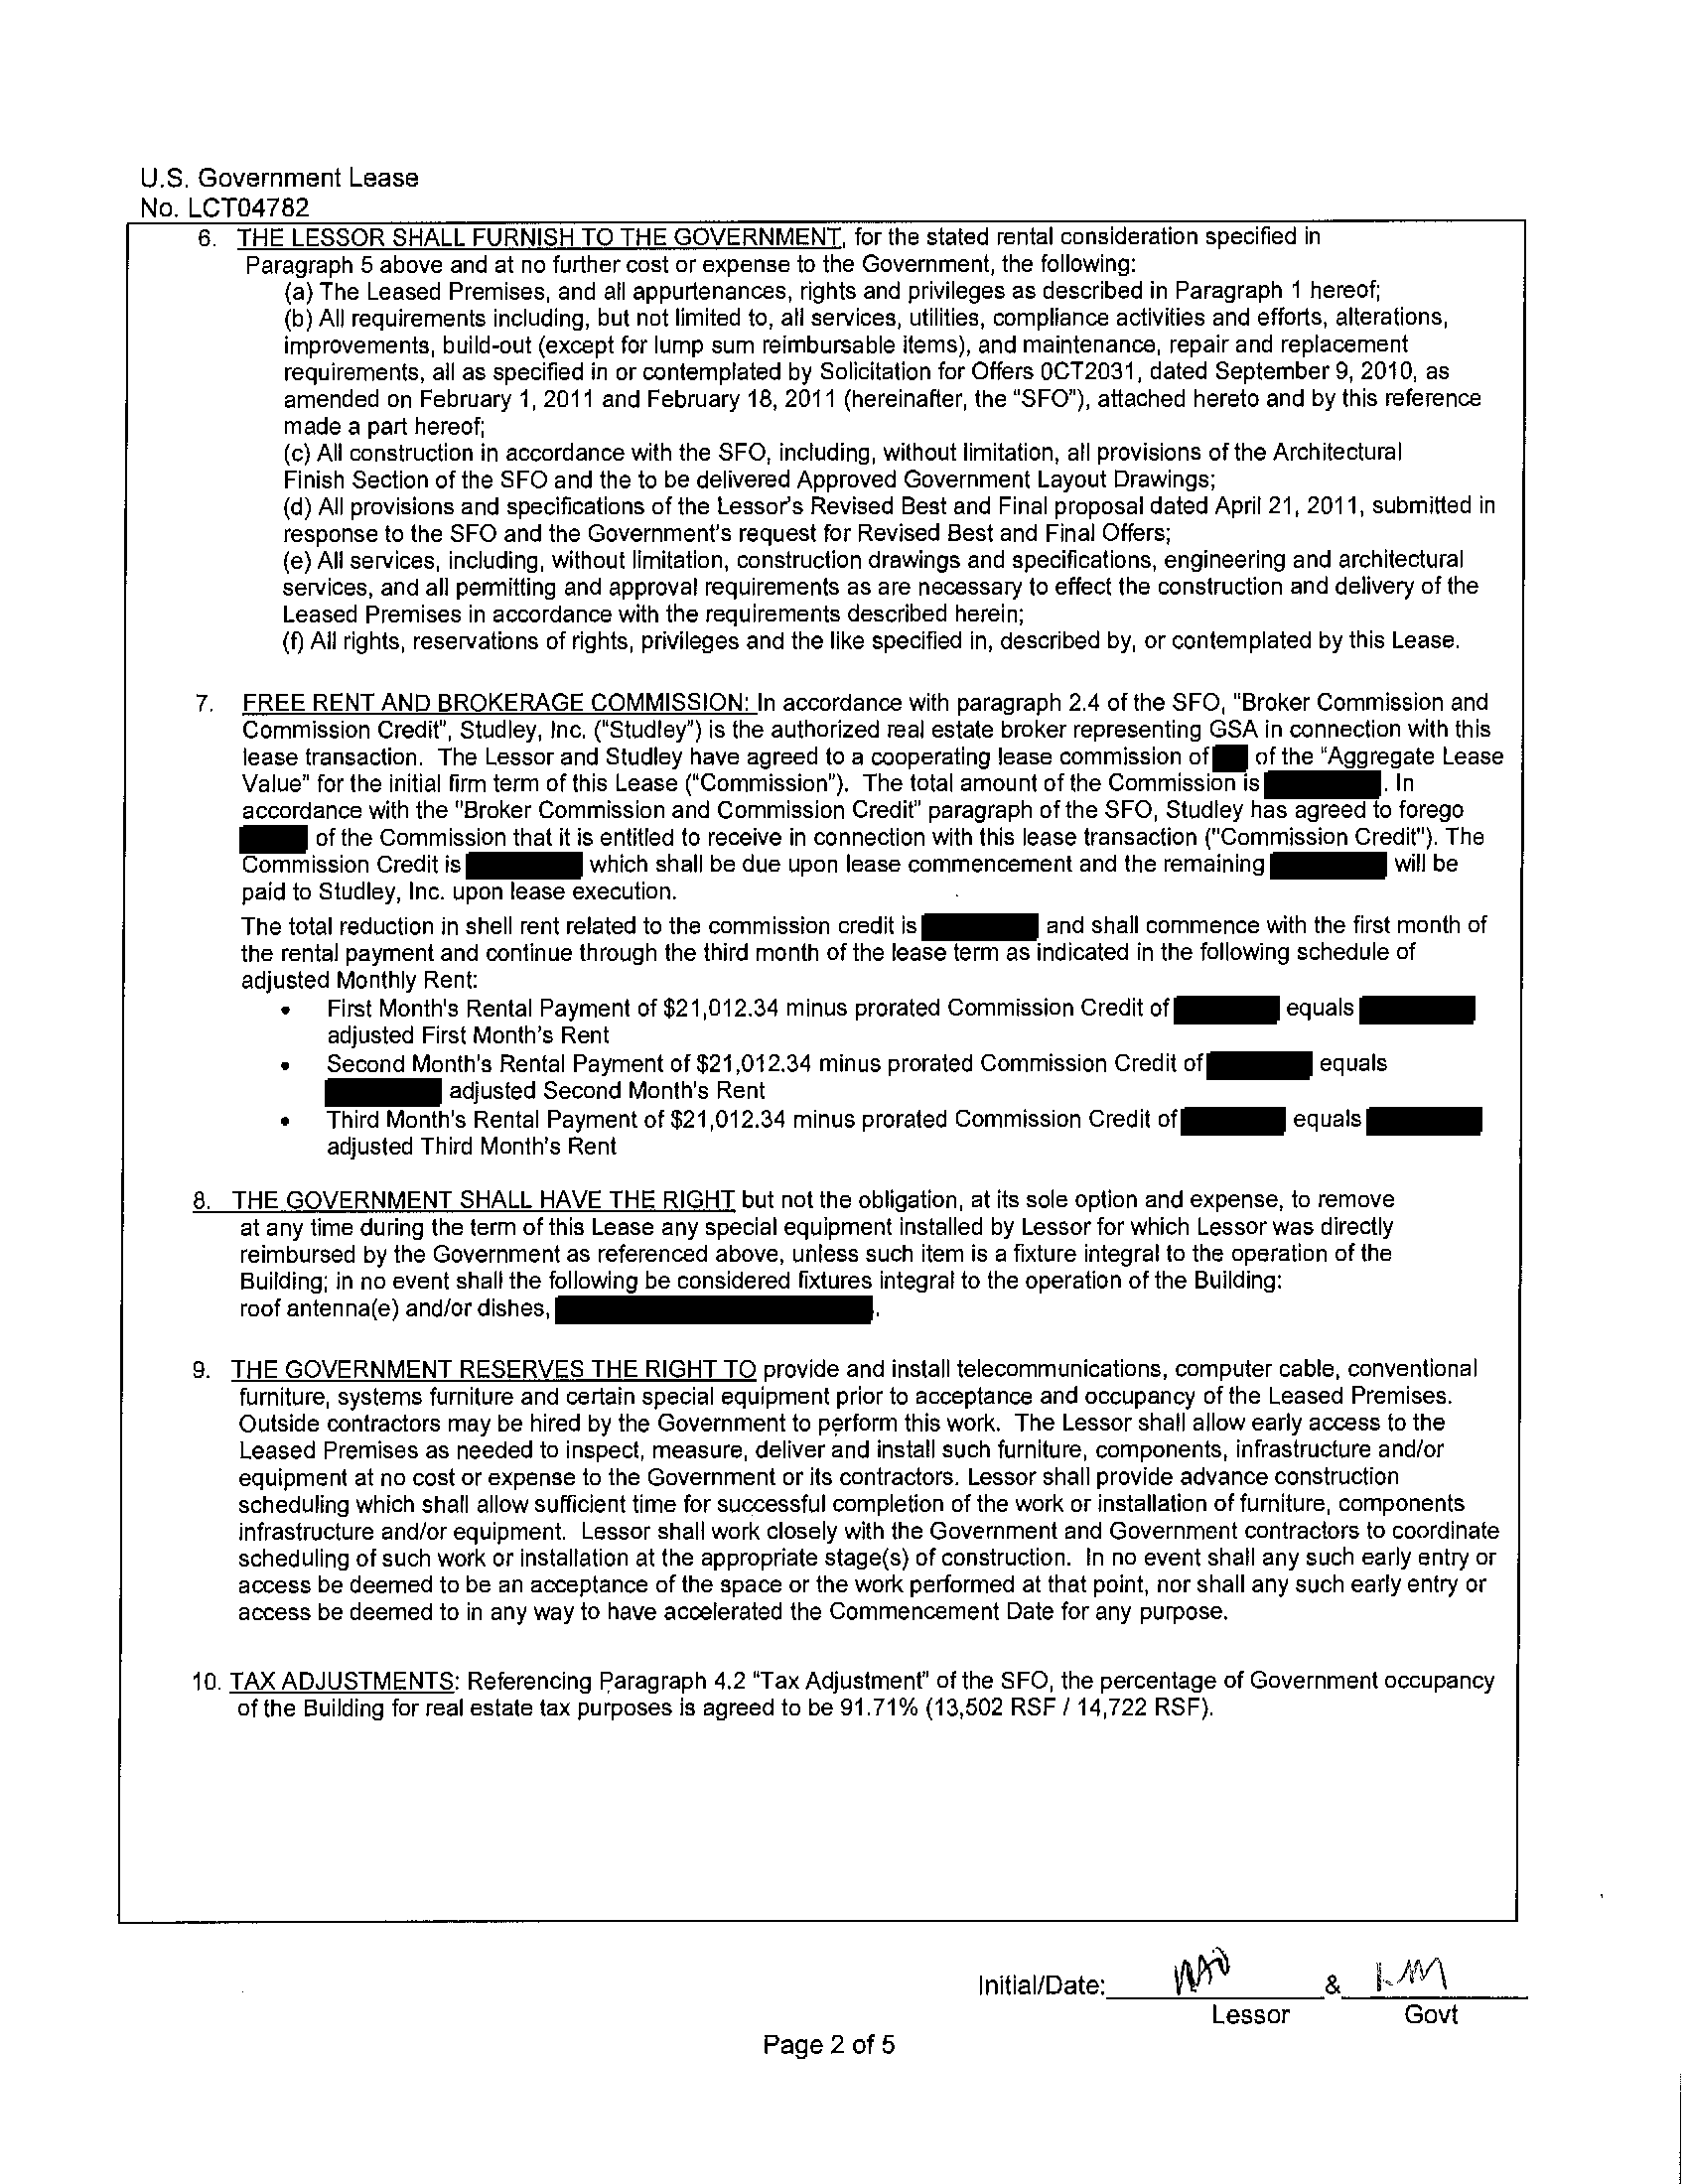 U.S. Government Lease
No. LCT04782
6. THE LESSOR SHALL FURNISH TO THE GOVERNMENT, for the stated rental consideration specified in
Paragraph 5 above and at no further cost or expense to the Government, the following:
(a) The Leased Premises, and all appurtenances, rights and privileges as described in Paragraph 1 hereof;
(b) All requirements including, but not limited to, all services, utilities, compliance activities and efforts, alterations,
improvements, build-out (except for lump sum reimbursable items), and maintenance, repair and replacement
requirements, all as specified in or contemplated by Solicitation for Offers 0CT2031, dated September 9, 2010, as
amended on February 1, 2011 and February 18, 2011 (hereinafter, the "SFO"), attached hereto and by this reference
made a part hereof;
(c) All construction in accordance with the SFO, including, without limitation, all provisions of the Architectural
Finish Section of the SFO and the to be delivered Approved Government Layout Drawings;
(d) All provisions and specifications of the Lessor's Revised Best and Final proposal dated April 21, 2011, submitted in
response to the SFO and the Government's request for Revised Best and Final Offers;
(e) All services, including, without limitation, construction drawings and specifications, engineering and architectural
services, and all permitting and approval requirements as are necessary to effect the construction and delivery of the
Leased Premises in accordance with the requirements described herein;
(f) All rights, reservations of rights, privileges and the like specified in, described by, or contemplated by this Lease.
7. FREE RENT AND BROKERAGE COMMISSION: In accordance with paragraph 2.4 of the SFO, "Broker Commission and
Commission Credit", Studley, Inc. ("Studley") is the authorized real estate broker representing GSA in connection with this
lease transaction. The Lessor and Studley have agreed to a cooperating lease commission of of the "Aggregate Lease
Value" for the initial firm term of this Lease ("Commission"). The total amount of the Commission is . In
accordance with the "Broker Commission and Commission Credit" paragraph of the SFO, Studley has agreed to forego
of the Commission that it is entitled to receive in connection with this lease transaction ("Commission Credit"). The
Commission Credit is which shall be due upon lease commencement and the remaining will be
paid to Studley, Inc. upon lease execution.
The total reduction in shell rent related to the commission credit is and shall commence with the first month of
the rental payment and continue through the third month of the lease term as indicated in the following schedule of
adjusted Monthly Rent:
• First Month's Rental Payment of $21,012.34 minus prorated Commission Credit of equals
adjusted First Month's Rent
• Second Month's Rental Payment of $21,012.34 minus prorated Commission Credit of equals
adjusted Second Month's Rent
• Third Month's Rental Payment of $21,012.34 minus prorated Commission Credit of equals
adjusted Third Month's Rent
8. THE GOVERNMENT SHALL HAVE THE RIGHT but not the obligation, at its sole option and expense, to remove
at any time during the term of this Lease any special equipment installed by Lessor for which Lessor was directly
reimbursed by the Government as referenced above, unless such item is a fixture integral to the operation of the
Building; in no event shall the following be considered fixtures integral to the operation of the Building:
roof antenna(e) and/or dishes, .
9. THE GOVERNMENT RESERVES THE RIGHT TO provide and install telecommunications, computer cable, conventional
furniture, systems furniture and certain special equipment prior to acceptance and occupancy of the Leased Premises.
Outside contractors may be hired by the Government to perform this work. The Lessor shall allow early access to the
Leased Premises as needed to inspect, measure, deliver and install such furniture, components, infrastructure and/or
equipment at no cost or expense to the Government or its contractors. Lessor shall provide advance construction
scheduling which shall allow sufficient time for successful completion of the work or installation of furniture, components
infrastructure and/or equipment. Lessor shall work closely with the Government and Government contractors to coordinate
scheduling of such work or installation at the appropriate stage(s) of construction. In no event shall any such early entry or
access be deemed to be an acceptance of the space or the work performed at that point, nor shall any such early entry or
access be deemed to in any way to have accelerated the Commencement Date for any purpose.
10. TAX ADJUSTMENTS: Referencing Paragraph 4.2 "Tax Adjustment" of the SFO, the percentage of Government occupancy
of the Building for real estate tax purposes is agreed to be 91.71% (13,502 RSF / 14,722 RSF).
Initial/Date: &
Lessor Govt
Page 2 of 5